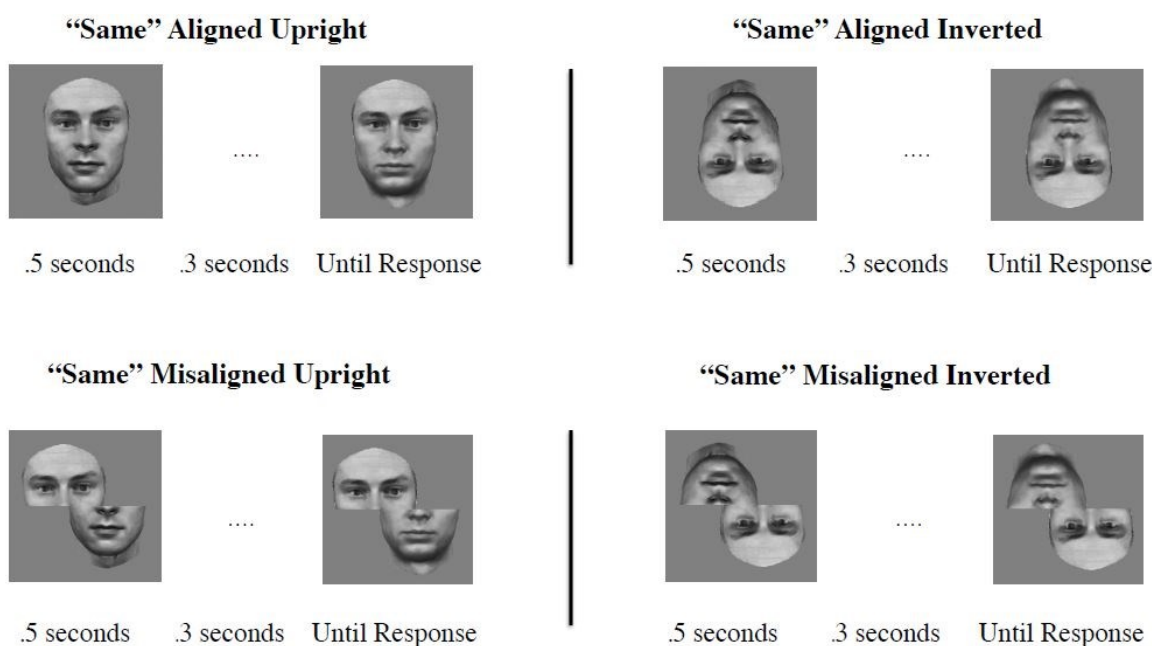 “Same” Aligned Upright
“Same” Aligned Inverted
....
....
.5 seconds .3 seconds Until Response
.5 seconds .3 seconds Until Response
“Same” Misaligned Upright
“Same” Misaligned Inverted
....
....
.5 seconds .3 seconds Until Response
.5 seconds .3 seconds Until Response